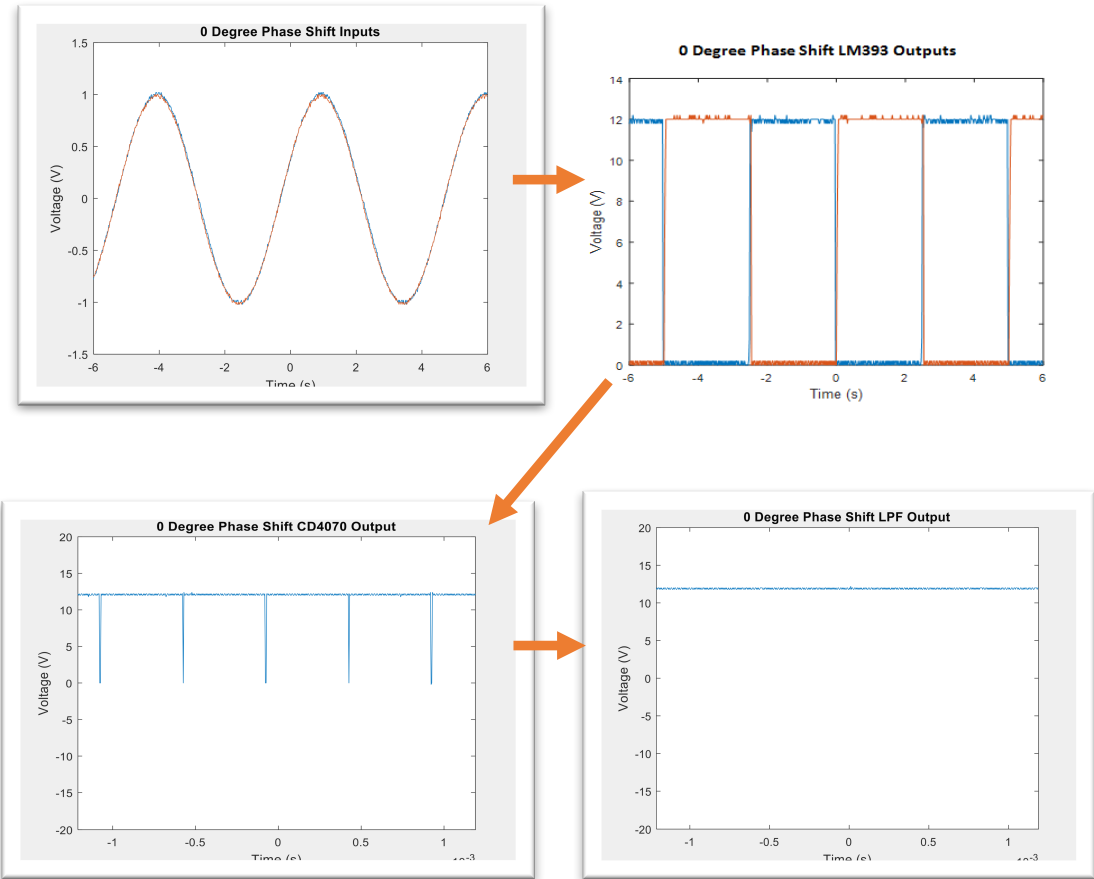 0 Degree Phase Shift Inputs
1.5
1
0.5
0
-0.5
-1
-1.5
Voltage (V)
-6 -4 -2 0 2 4 6
Time (s)
0 Degree Phase Shift LM393 Outputs
14
12
10
8
6
4
2
0
Voltage (V)
-6 -4 -2 0 2 4 6
Time (s)
0 Degree Phase Shift CD4070 Output
20
15
10
5
0
-5
-10
-15
-20
Voltage (V)
-1 -0.5 0 0.5 1
Time (s)
0 Degree Phase Shift LPF Output
20
15
10
5
0
-5
-10
-15
-20
Voltage (V)
-1 -0.5 0 0.5 1
Time (s)